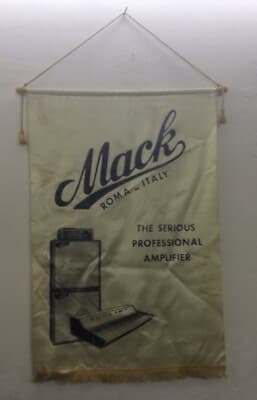 Mack
ROMA - ITALY
THE SERIOUS
PROFESSIONAL
AMPLIFIER